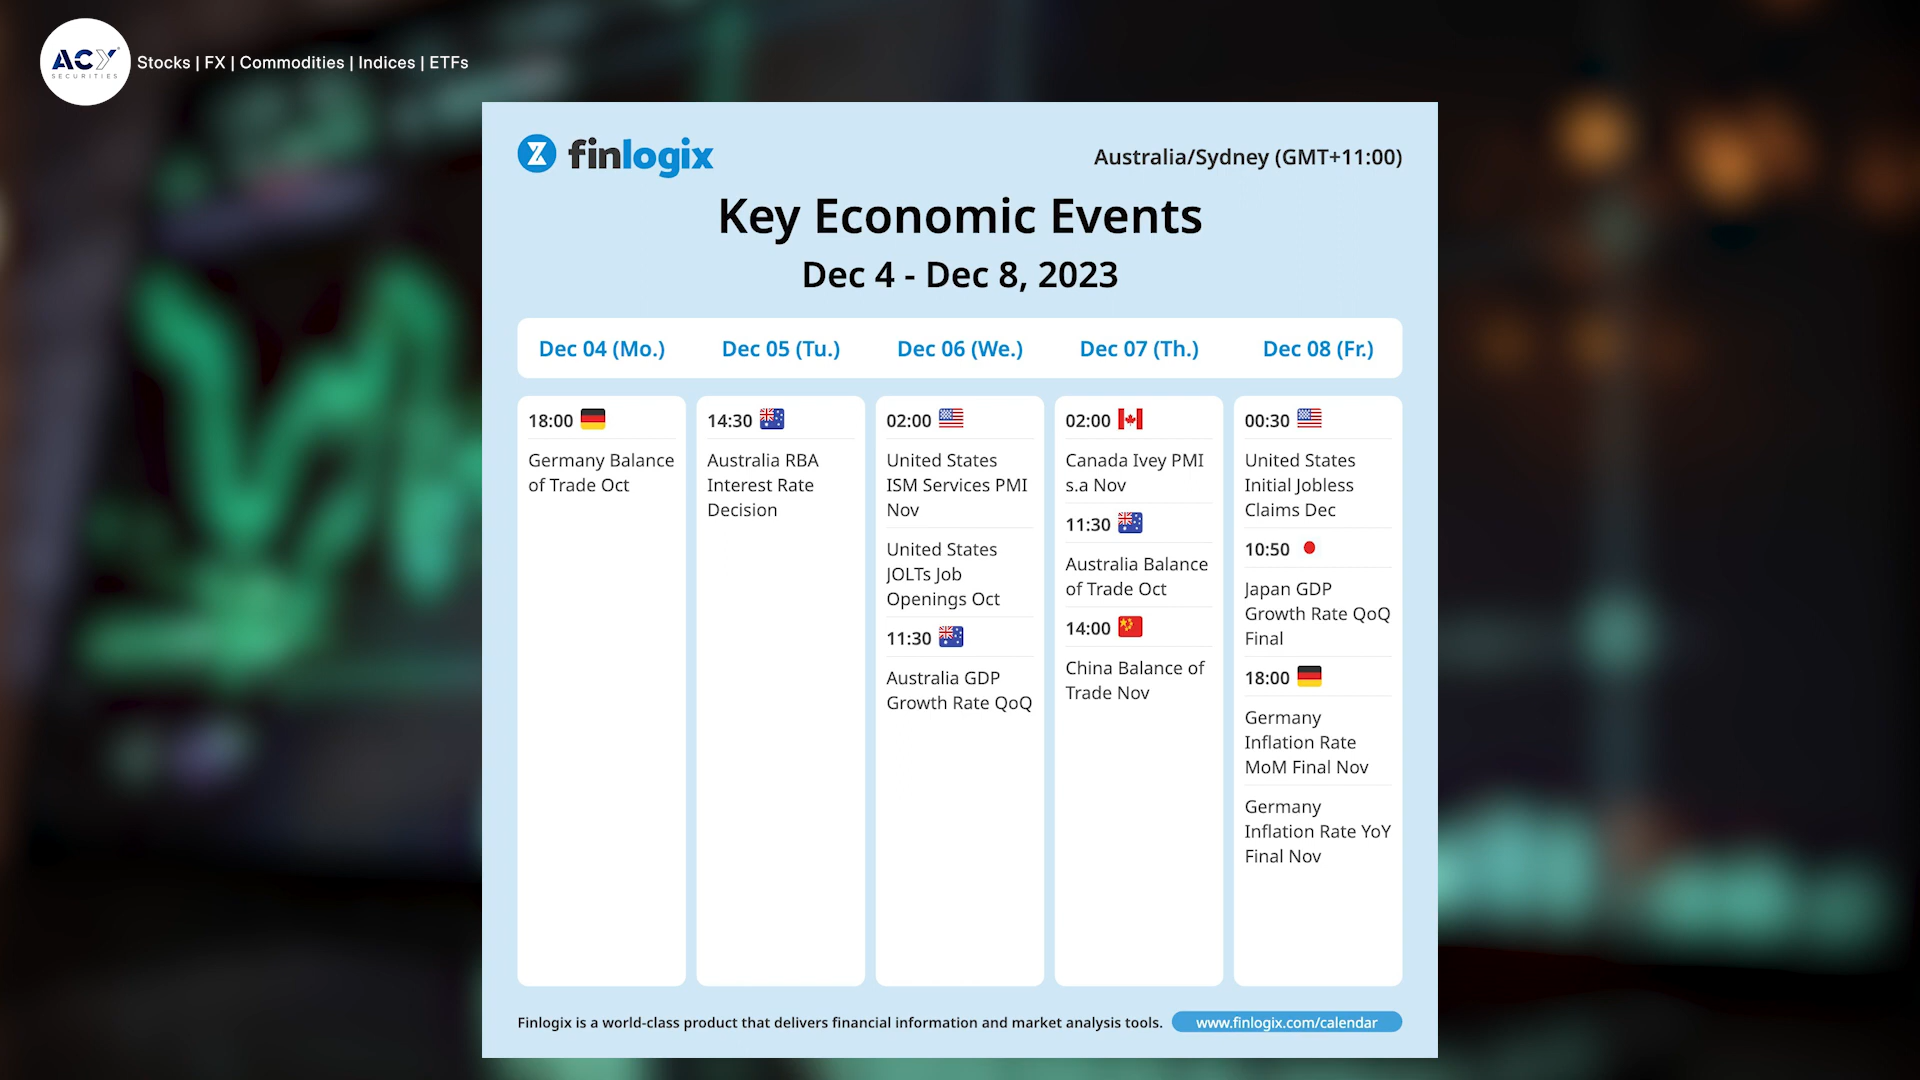 ACY
SECURITIES
Stocks | FX | Commodities | Indices | ETFs
finlogix
Australia/Sydney (GMT+11:00)
Key Economic Events
Dec 4 - Dec 8, 2023
Dec 04 (Mo.)
Dec 05 (Tu.)
Dec 06 (We.)
Dec 07 (Th.)
Dec 08 (Fr.)
18:00
Germany Balance
of Trade Oct
14:30
Australia RBA
Interest Rate
Decision
02:00
United States
ISM Services PMI
Nov
United States
JOLTs Job
Openings Oct
11:30
Australia GDP
Growth Rate QoQ
02:00
Canada Ivey PMI
s.a Nov
11:30
Australia Balance
of Trade Oct
14:00
China Balance of
Trade Nov
00:30
United States
Initial Jobless
Claims Dec
10:50
Japan GDP
Growth Rate QoQ
Final
18:00
Germany
Inflation Rate
MoM Final Nov
Germany
Inflation Rate YoY
Final Nov
Finlogix is a world-class product that delivers financial information and market analysis tools.
www.finlogix.com/calendar